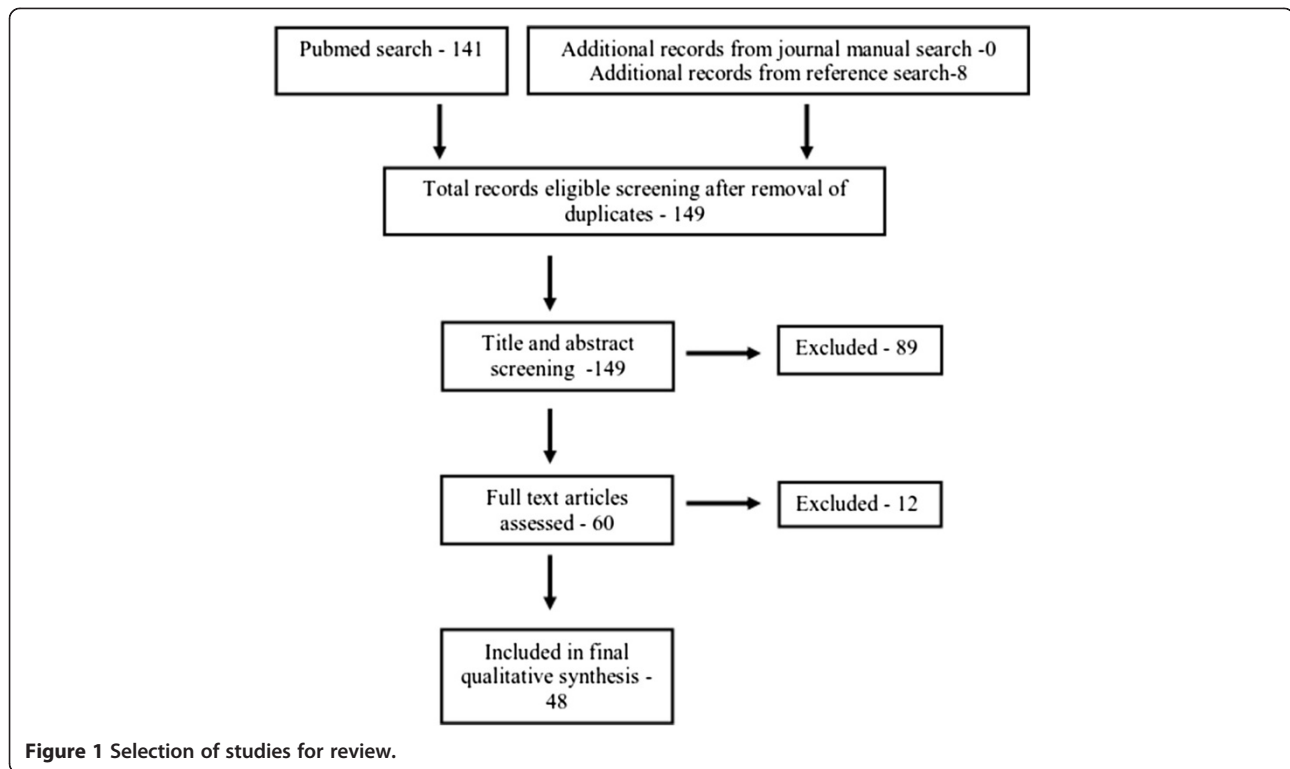 Pubmed search - 141
Additional records from journal manual search -0
Additional records from reference search-8
Total records eligible screening after removal of
duplicates - 149
Title and abstract
screening -149
Excluded - 89
Full text articles
assessed - 60
Excluded - 12
Included in final
qualitative synthesis -
48
Figure 1 Selection of studies for review.